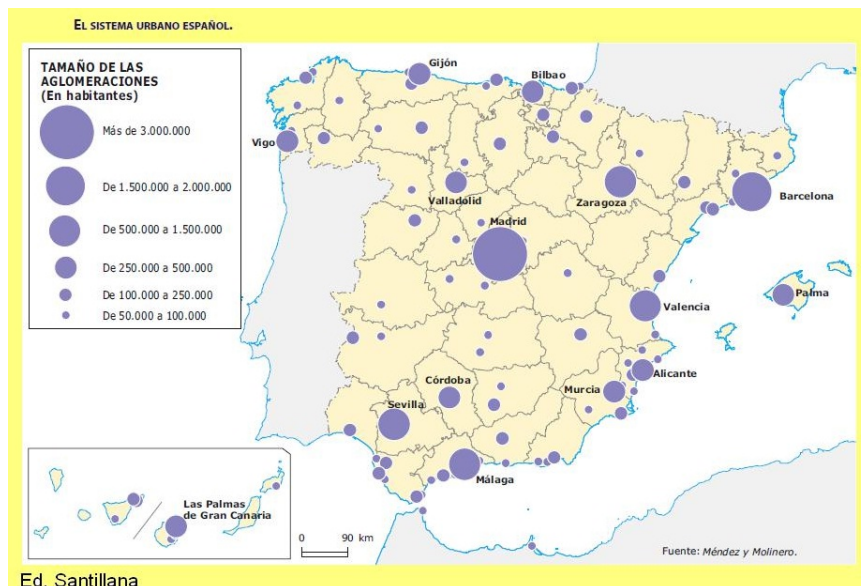 EL SISTEMA URBANO ESPAÑOL.
TAMAÑO DE LAS
AGLOMERACIONES
(En habitantes)
Más de 3.000.000
De 1.500.000 a 2.000.000
De 500.000 a 1.500.000
De 250.000 a 500.000
De 100.000 a 250.000
De 50.000 a 100.000
Gijón
Bilbao
Vigo
Valladolid
Zaragoza
Barcelona
Madrid
Palma
Valencia
Alicante
Córdoba
Murcia
Sevilla
Málaga
Las Palmas
de Gran Canaria
0 90 km
Fuente: Méndez y Molinero.
Ed. Santillana